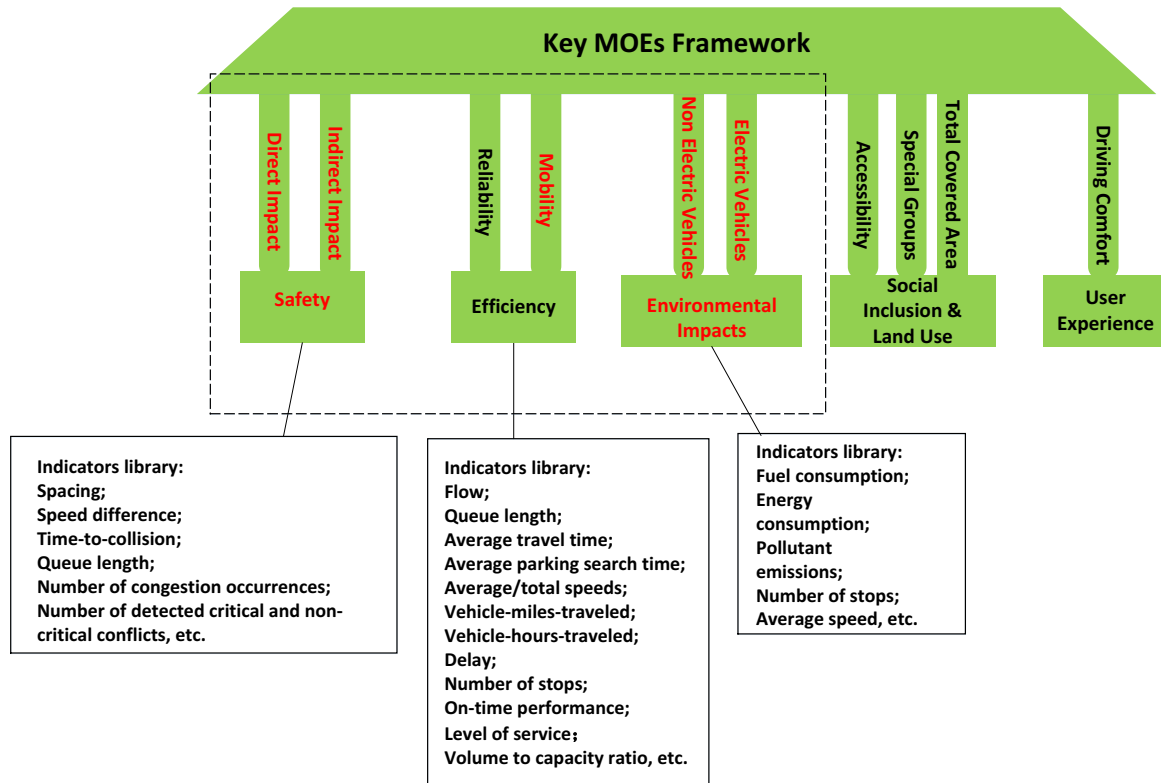 Key MOEs Framework
Direct Impact
Indirect Impact
Reliability
Mobility
Non Electric Vehicles
Electric Vehicles
Accessibility
Special Groups
Total Covered Area
Driving Comfort
Safety
Efficiency
Environmental
Impacts
Social
Inclusion &
Land Use
User
Experience
Indicators library:
Spacing;
Speed difference;
Time-to-collision;
Queue length;
Number of congestion occurrences;
Number of detected critical and non-
critical conflicts, etc.
Indicators library:
Flow;
Queue length;
Average travel time;
Average parking search time;
Average/total speeds;
Vehicle-miles-traveled;
Vehicle-hours-traveled;
Delay;
Number of stops;
On-time performance;
Level of service；
Volume to capacity ratio, etc.
Indicators library:
Fuel consumption;
Energy
consumption;
Pollutant
emissions;
Number of stops;
Average speed, etc.